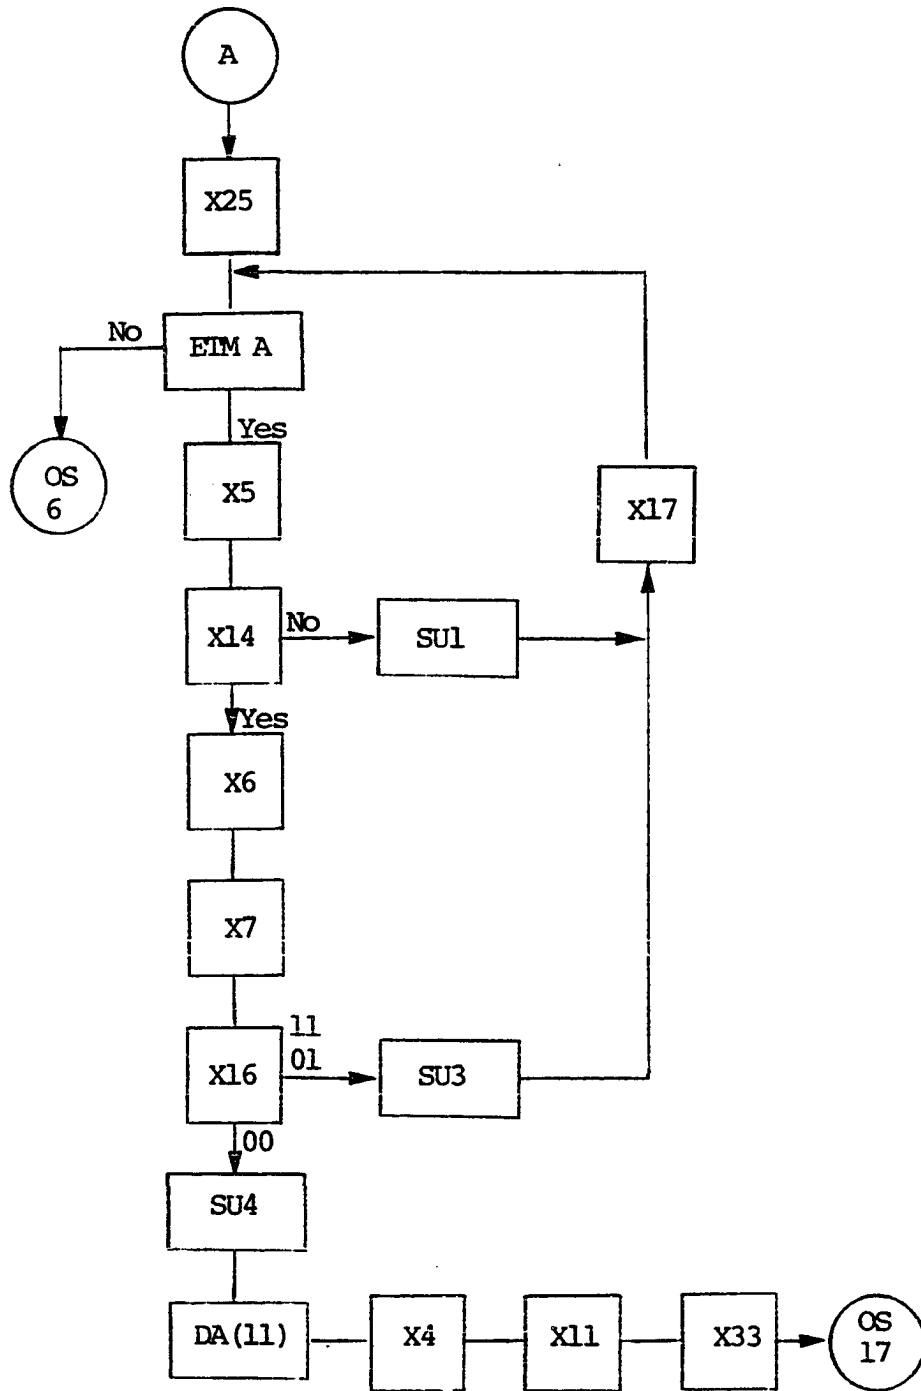 A
X25
No
ETM A
Yes
OS
6
X5
X17
X14
No
SU1
Yes
X6
X7
X16
11
01
SU3
00
SU4
DA(11)
X4
X11
X33
OS
17